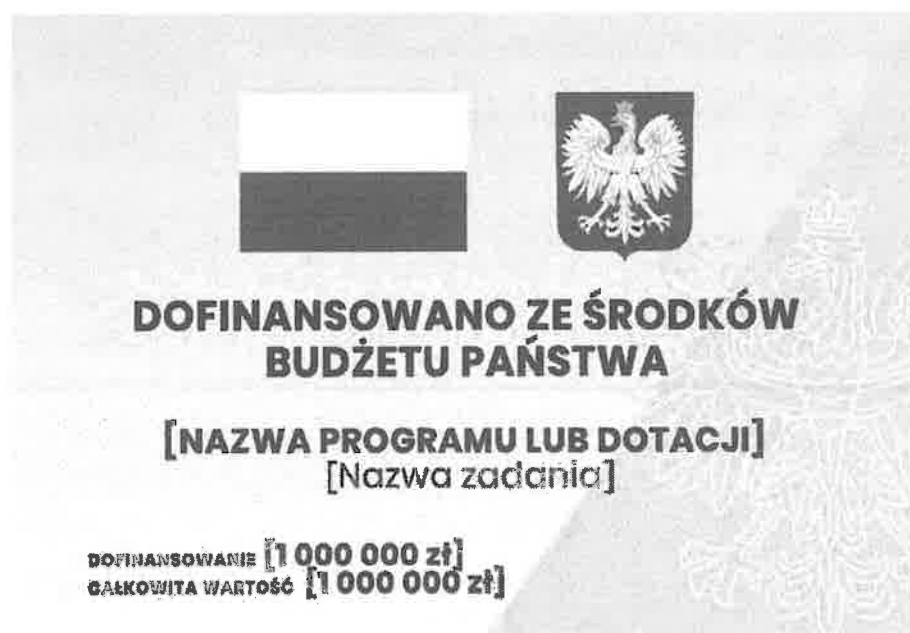 DOFINANSOWANO ZE ŚRODKÓW
BUDŻETU PAŃSTWA
[NAZWA PROGRAMU LUB DOTACJI]
[Nazwa zadania]
DOFINANSOWANIE [1 000 000 zł]
CAŁKOWITA WARTOŚĆ [1 000 000 zł]